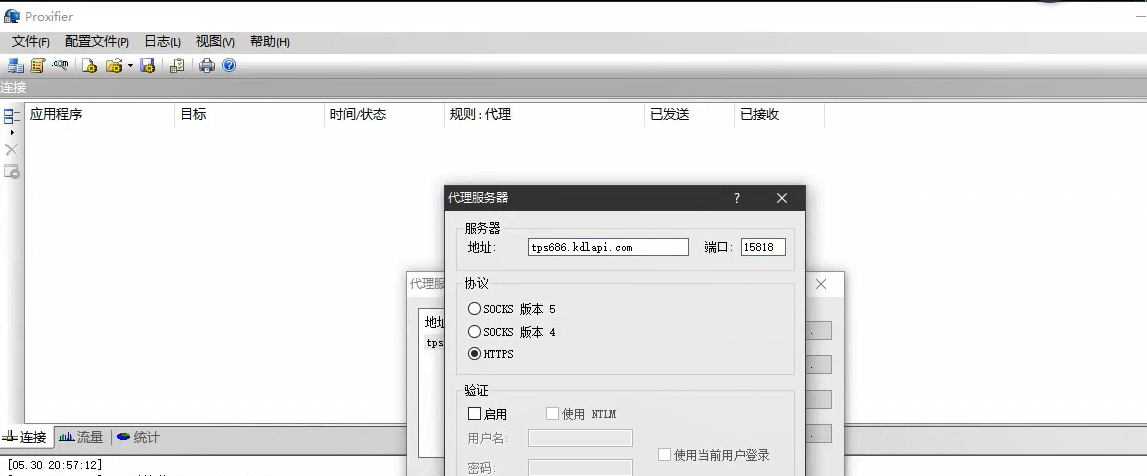 Proxifier
文件(F) 配置文件(P) 日志(L) 视图(V) 帮助(H)
连接
应用程序 目标 时间/状态 规则 : 代理 已发送 已接收
代理服务器
服务器
地址: tps686.kdlapi.com 端口: 15818
代理服
协议
SOCKS 版本 5
地址
SOCKS 版本 4
tps
HTTPS
验证
启用 使用 NTLM
用户名:
使用当前用户登录
密码:
连接 流量 统计
[05.30 20:57:12]